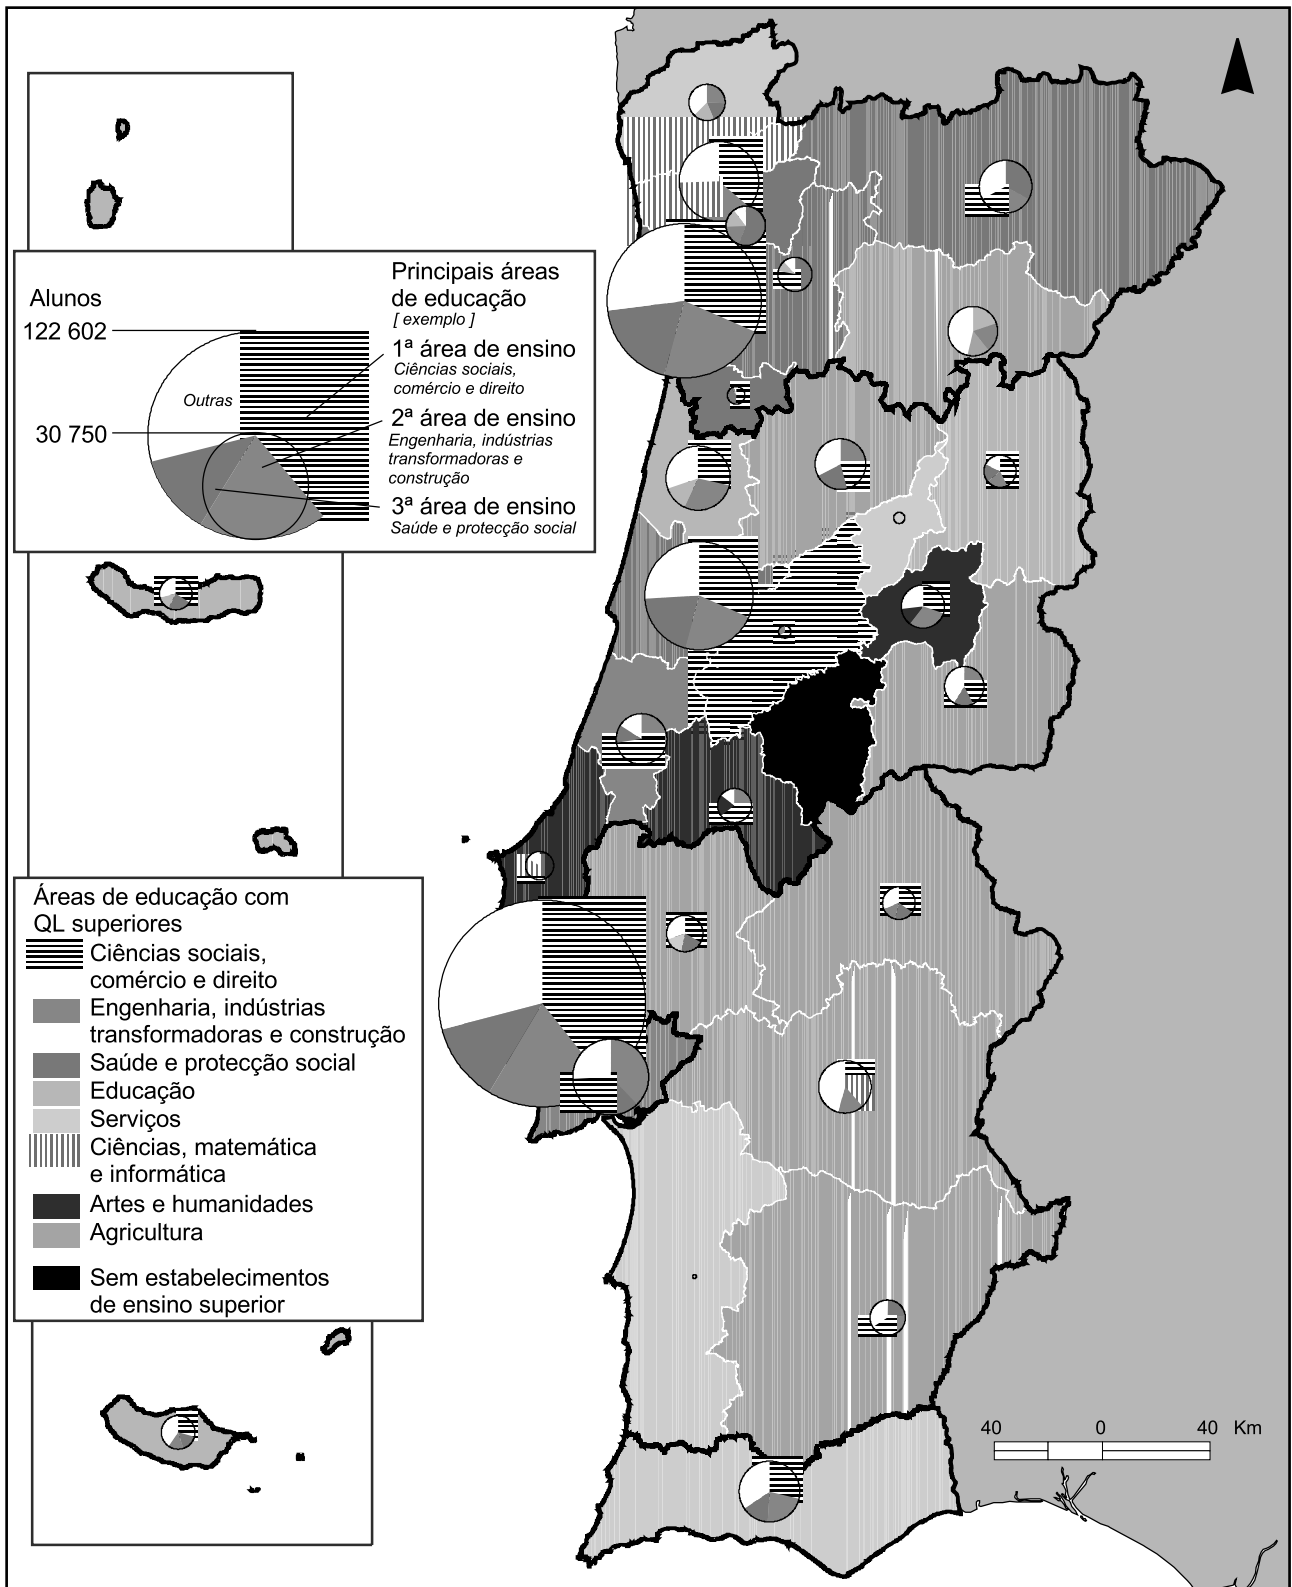 Alunos
122 602
30 750
Outras
Principais áreas
de educação
[ exemplo ]
1ª área de ensino
Ciências sociais,
comércio e direito
2ª área de ensino
Engenharia, indústrias
transformadoras e
construção
3ª área de ensino
Saúde e protecção social
Áreas de educação com
QL superiores
Ciências sociais,
comércio e direito
Engenharia, indústrias
transformadoras e construção
Saúde e protecção social
Educação
Serviços
Ciências, matemática
e informática
Artes e humanidades
Agricultura
Sem estabelecimentos
de ensino superior
40 0 40 Km